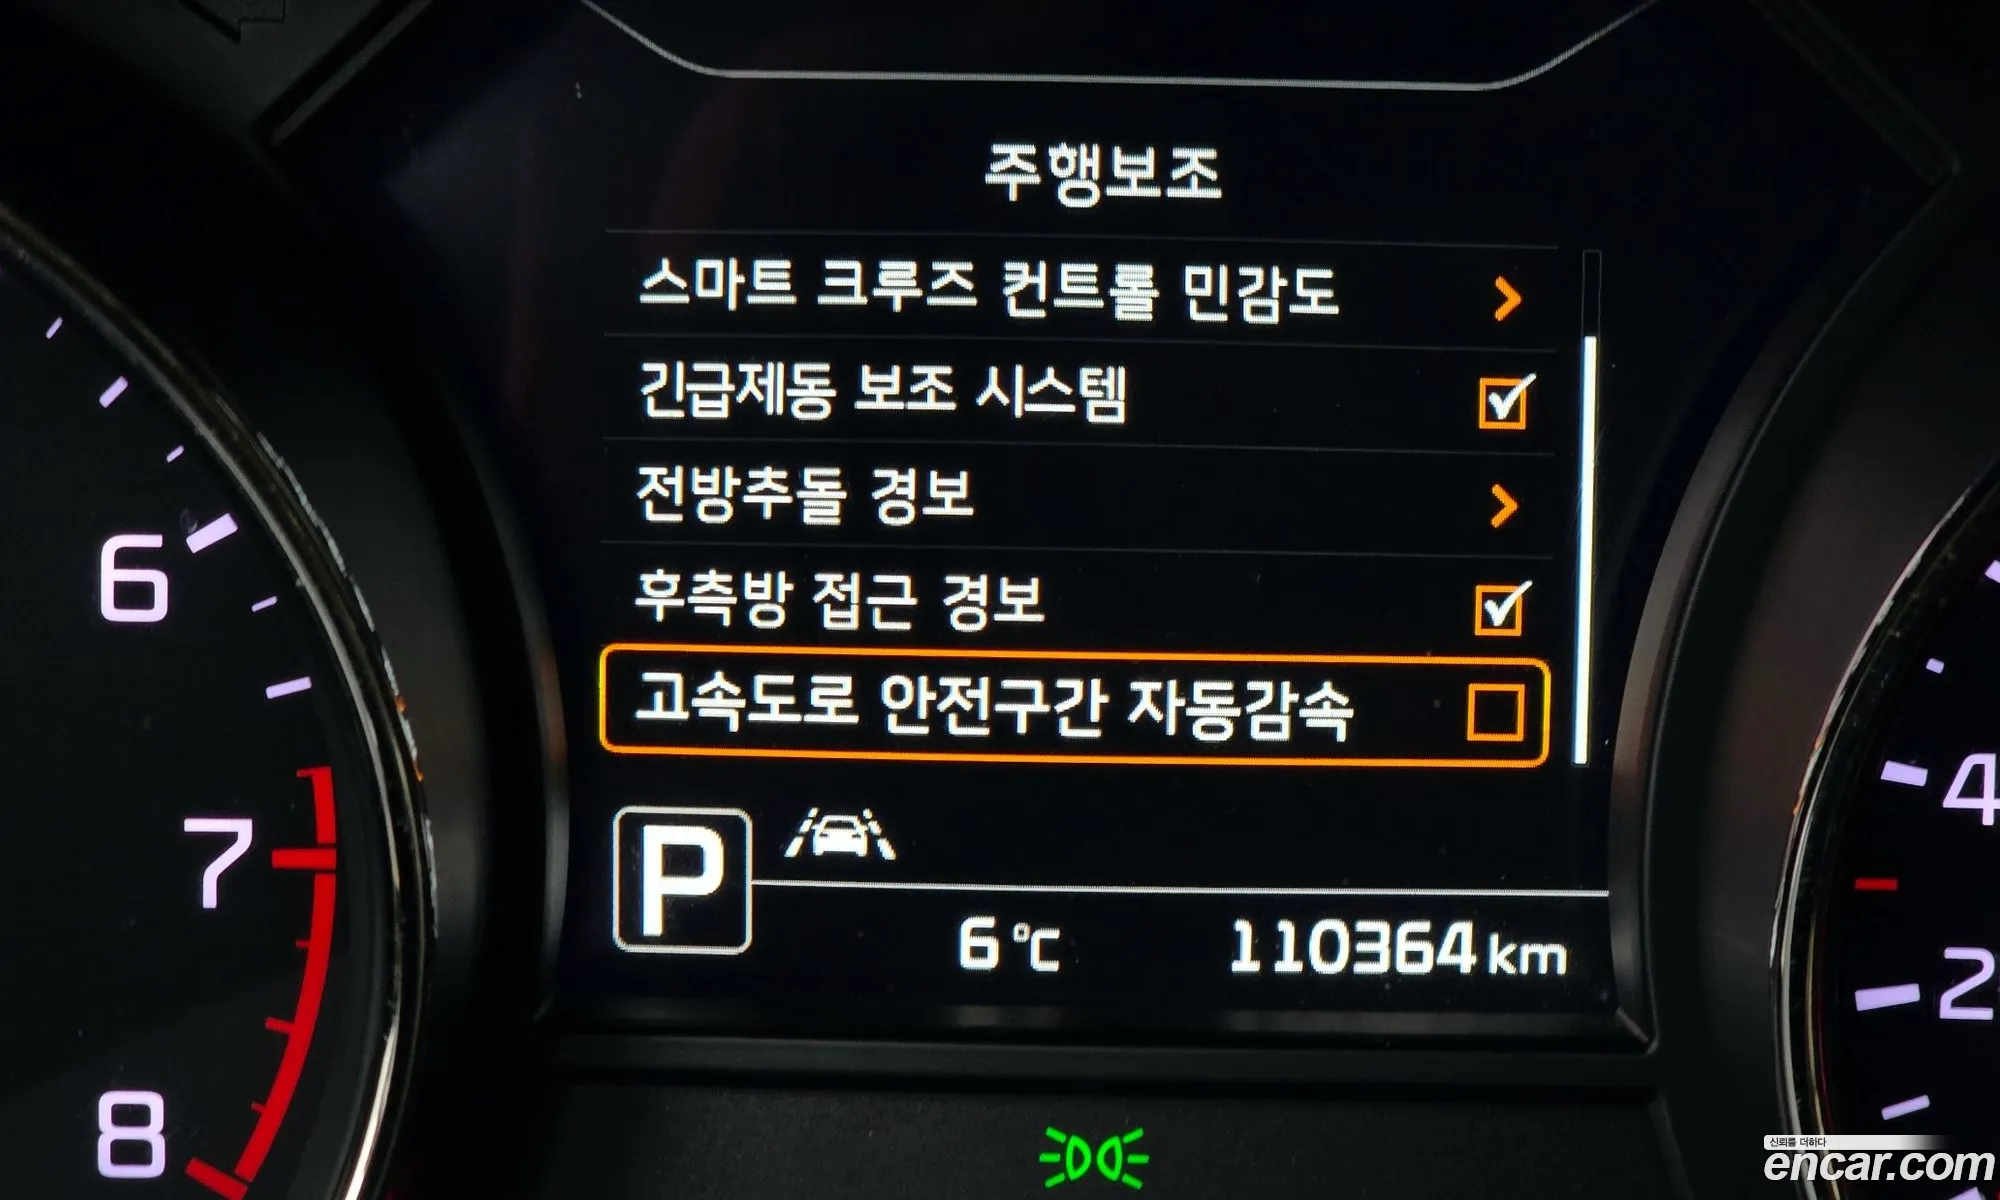 주행보조
스마트 크루즈 컨트롤 민감도
긴급제동 보조 시스템
전방추돌 경보
후측방 접근 경보
고속도로 안전구간 자동감속
P
6℃ 110364 km
6
7
8
4
2
신뢰를 더하다
encar.com